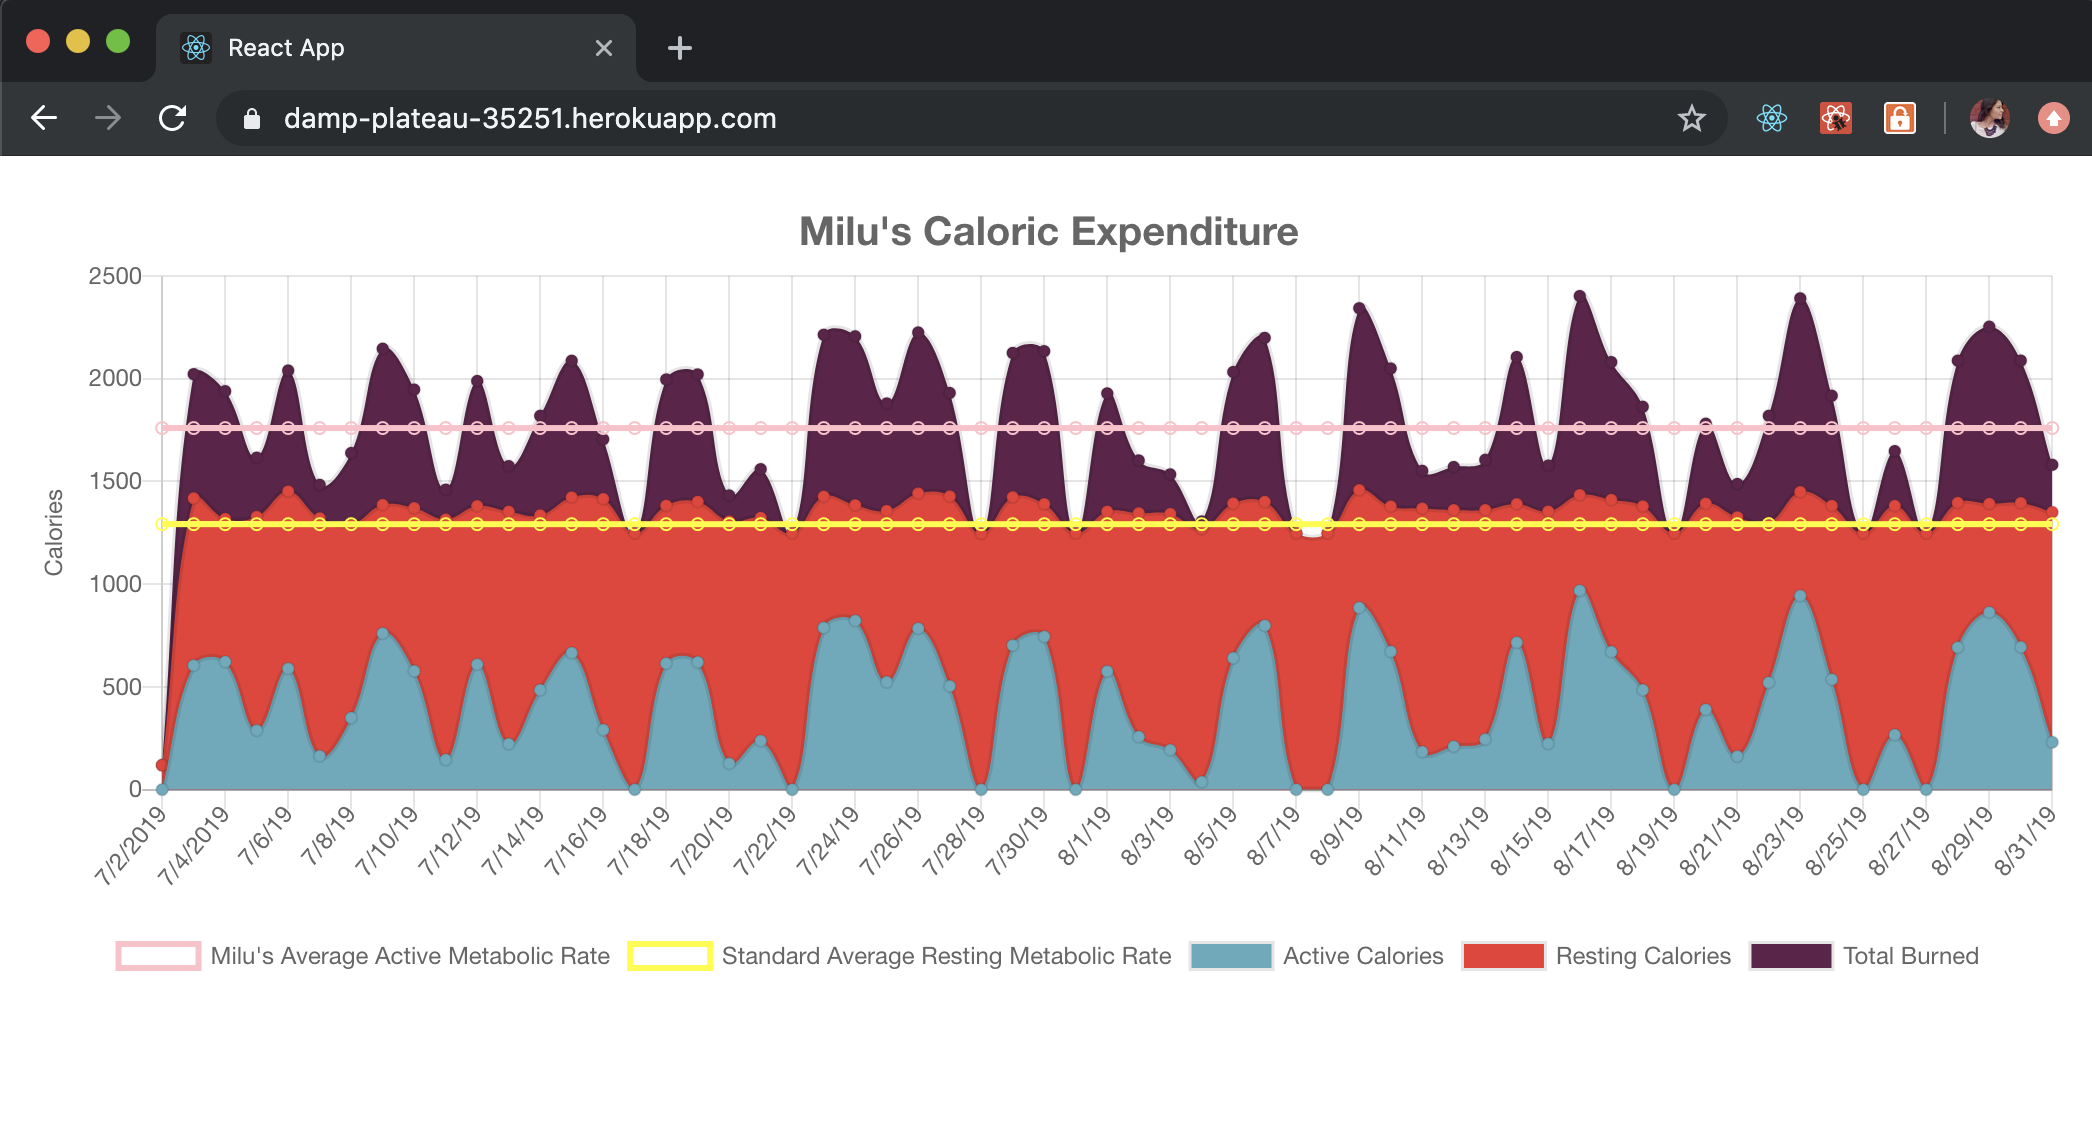 React App
damp-plateau-35251.herokuapp.com
Milu's Caloric Expenditure
2500
2000
1500
1000
500
0
Calories
7/2/2019 7/4/2019 7/6/19 7/8/19 7/10/19 7/12/19 7/14/19 7/16/19 7/18/19 7/20/19 7/22/19 7/24/19 7/26/19 7/28/19 7/30/19 8/1/19 8/3/19 8/5/19 8/7/19 8/9/19 8/11/19 8/13/19 8/15/19 8/17/19 8/19/19 8/21/19 8/23/19 8/25/19 8/27/19 8/29/19 8/31/19
Milu's Average Active Metabolic Rate Standard Average Resting Metabolic Rate Active Calories Resting Calories Total Burned